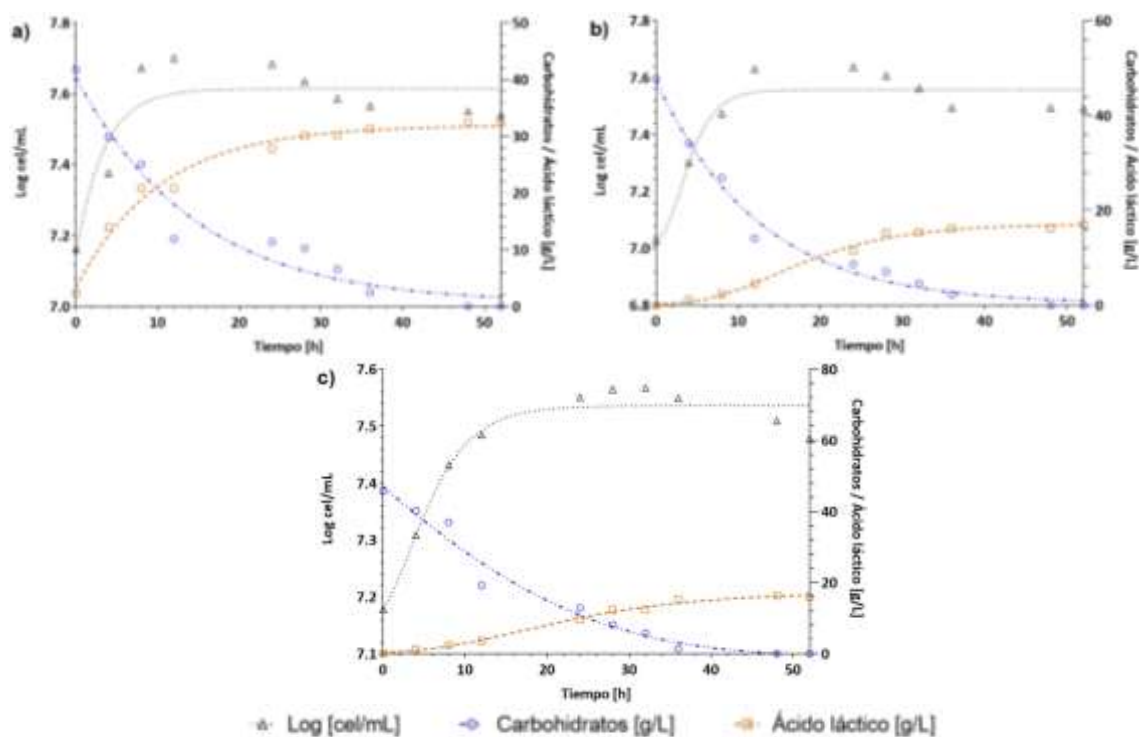 a)
7.8
7.6
7.4
7.2
7.0
Log cel/mL
0 10 20 30 40 50
Tiempo [h]
50
40
30
20
10
0
Carbohidratos / Ácido láctico [g/L]
b)
7.8
7.6
7.4
7.2
7.0
6.8
Log cel/mL
0 10 20 30 40 50
Tiempo [h]
60
40
20
0
Carbohidratos / Ácido láctico [g/L]
c)
7.6
7.5
7.4
7.3
7.2
7.1
Log cel/mL
0 10 20 30 40 50
Tiempo [h]
80
60
40
20
0
Carbohidratos / Ácido láctico [g/L]
Log [cel/mL] Carbohidratos [g/L] Ácido láctico [g/L]